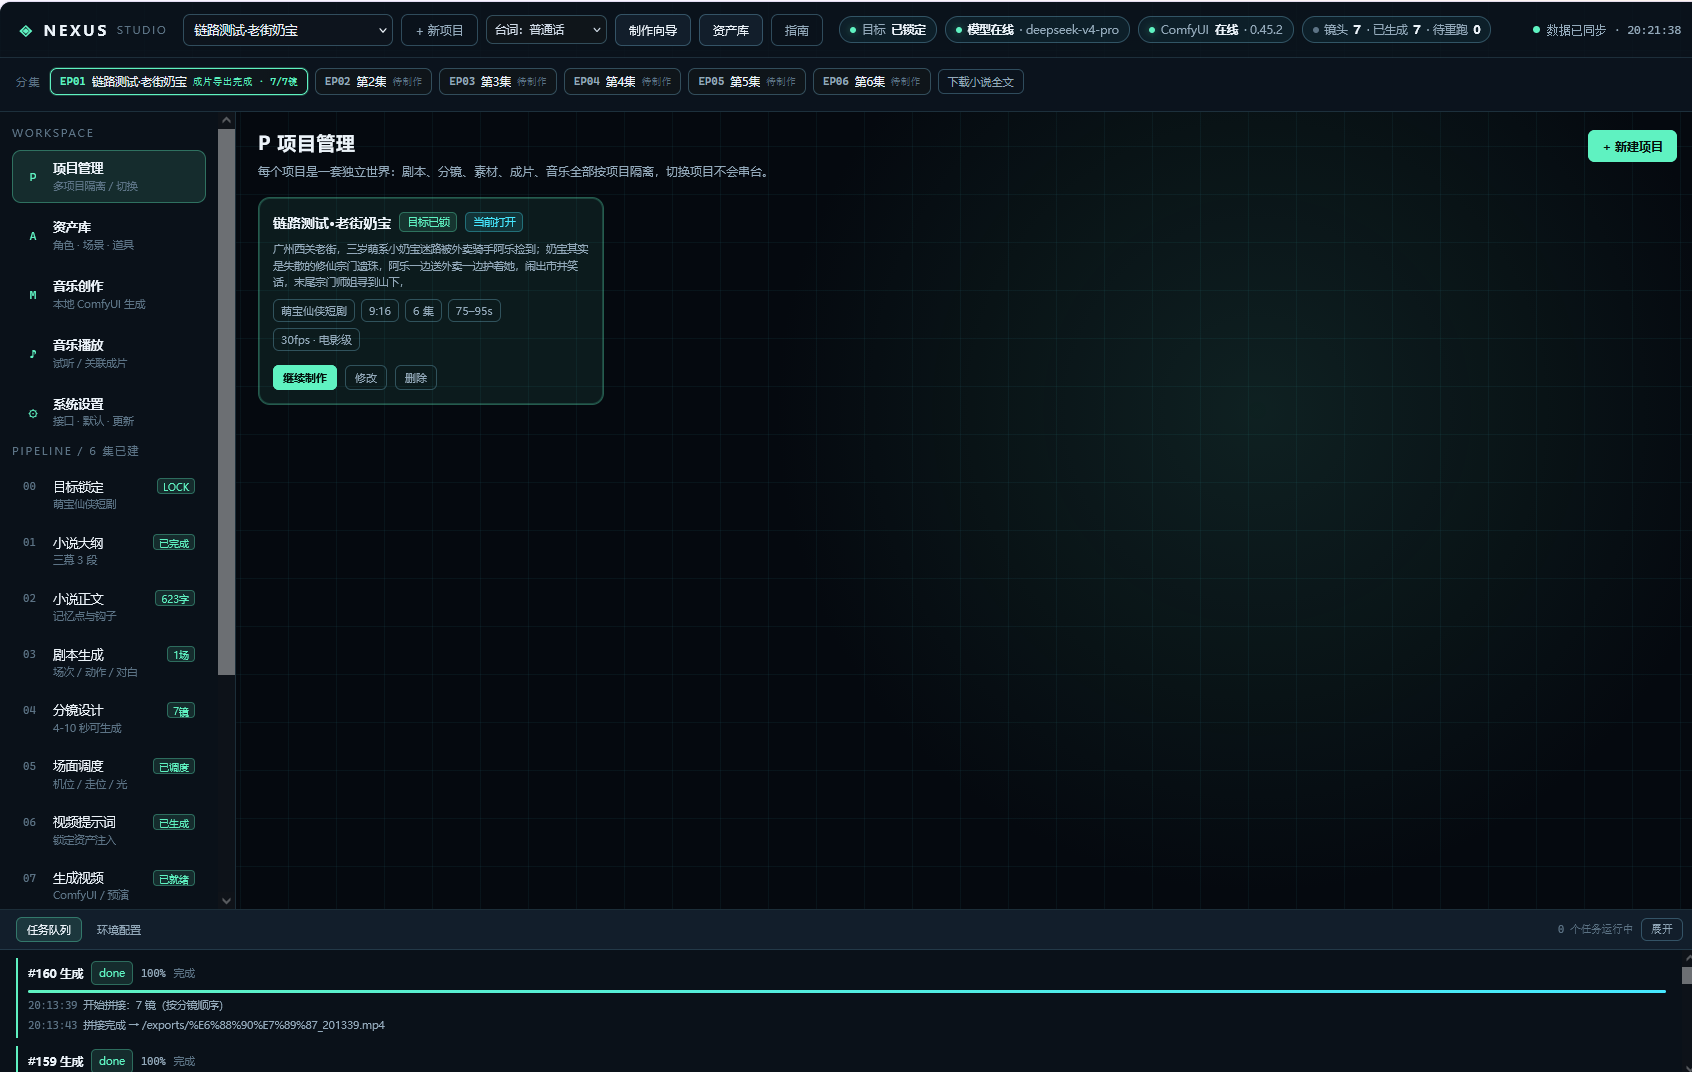 NEXUS STUDIO 链路测试·老街奶宝 + 新项目 台词：普通话 制作向导 资产库 指南 目标 已锁定 模型在线 · deepseek-v4-pro ComfyUI 在线 · 0.45.2 镜头 7 · 已生成 7 · 待重跑 0 数据已同步 · 20:21:38
分集 EP01 链路测试·老街奶宝 成片导出完成 · 7/7镜 EP02 第2集 待制作 EP03 第3集 待制作 EP04 第4集 待制作 EP05 第5集 待制作 EP06 第6集 待制作 下载小说全文
WORKSPACE
P 项目管理
多项目隔离 / 切换
A 资产库
角色 · 场景 · 道具
M 音乐创作
本地 ComfyUI 生成
♪ 音乐播放
试听 / 关联成片
⚙ 系统设置
接口 · 默认 · 更新
PIPELINE / 6 集已建
00 目标锁定 LOCK
萌宝仙侠短剧
01 小说大纲 已完成
三幕 3 段
02 小说正文 623字
记忆点与钩子
03 剧本生成 1场
场次 / 动作 / 对白
04 分镜设计 7镜
4-10 秒可生成
05 场面调度 已调度
机位 / 走位 / 光
06 视频提示词 已生成
锁定资产注入
07 生成视频 已就绪
ComfyUI / 预演
P 项目管理
+ 新建项目
每个项目是一套独立世界：剧本、分镜、素材、成片、音乐全部按项目隔离，切换项目不会串台。
链路测试·老街奶宝 目标已锁 当前打开
广州西关老街，三岁萌系小奶宝迷路被外卖骑手阿乐捡到；奶宝其实
是失散的修仙宗门遗珠，阿乐一边送外卖一边护着她，闹出市井笑
话，末尾宗门师姐寻到山下，
萌宝仙侠短剧 9:16 6 集 75–95s
30fps · 电影级
继续制作 修改 删除
任务队列 环境配置 0 个任务运行中 展开
#160 生成 done 100% 完成
20:13:39 开始拼接：7 镜（按分镜顺序）
20:13:43 拼接完成 → /exports/%E6%88%90%E7%89%87_201339.mp4
#159 生成 done 100% 完成